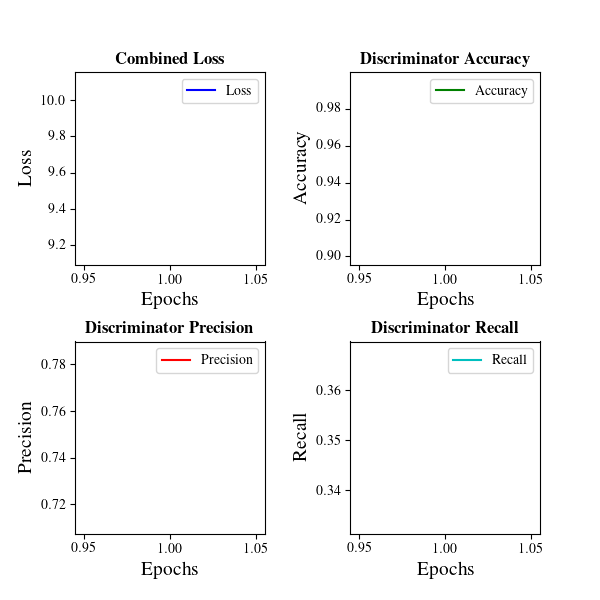 Combined Loss
Loss
10.0
9.8
9.6
9.4
9.2
Loss
0.95 1.00 1.05
Epochs
Discriminator Accuracy
Accuracy
0.98
0.96
0.94
0.92
0.90
Accuracy
0.95 1.00 1.05
Epochs
Discriminator Precision
Precision
0.78
0.76
0.74
0.72
Precision
0.95 1.00 1.05
Epochs
Discriminator Recall
Recall
0.36
0.35
0.34
Recall
0.95 1.00 1.05
Epochs